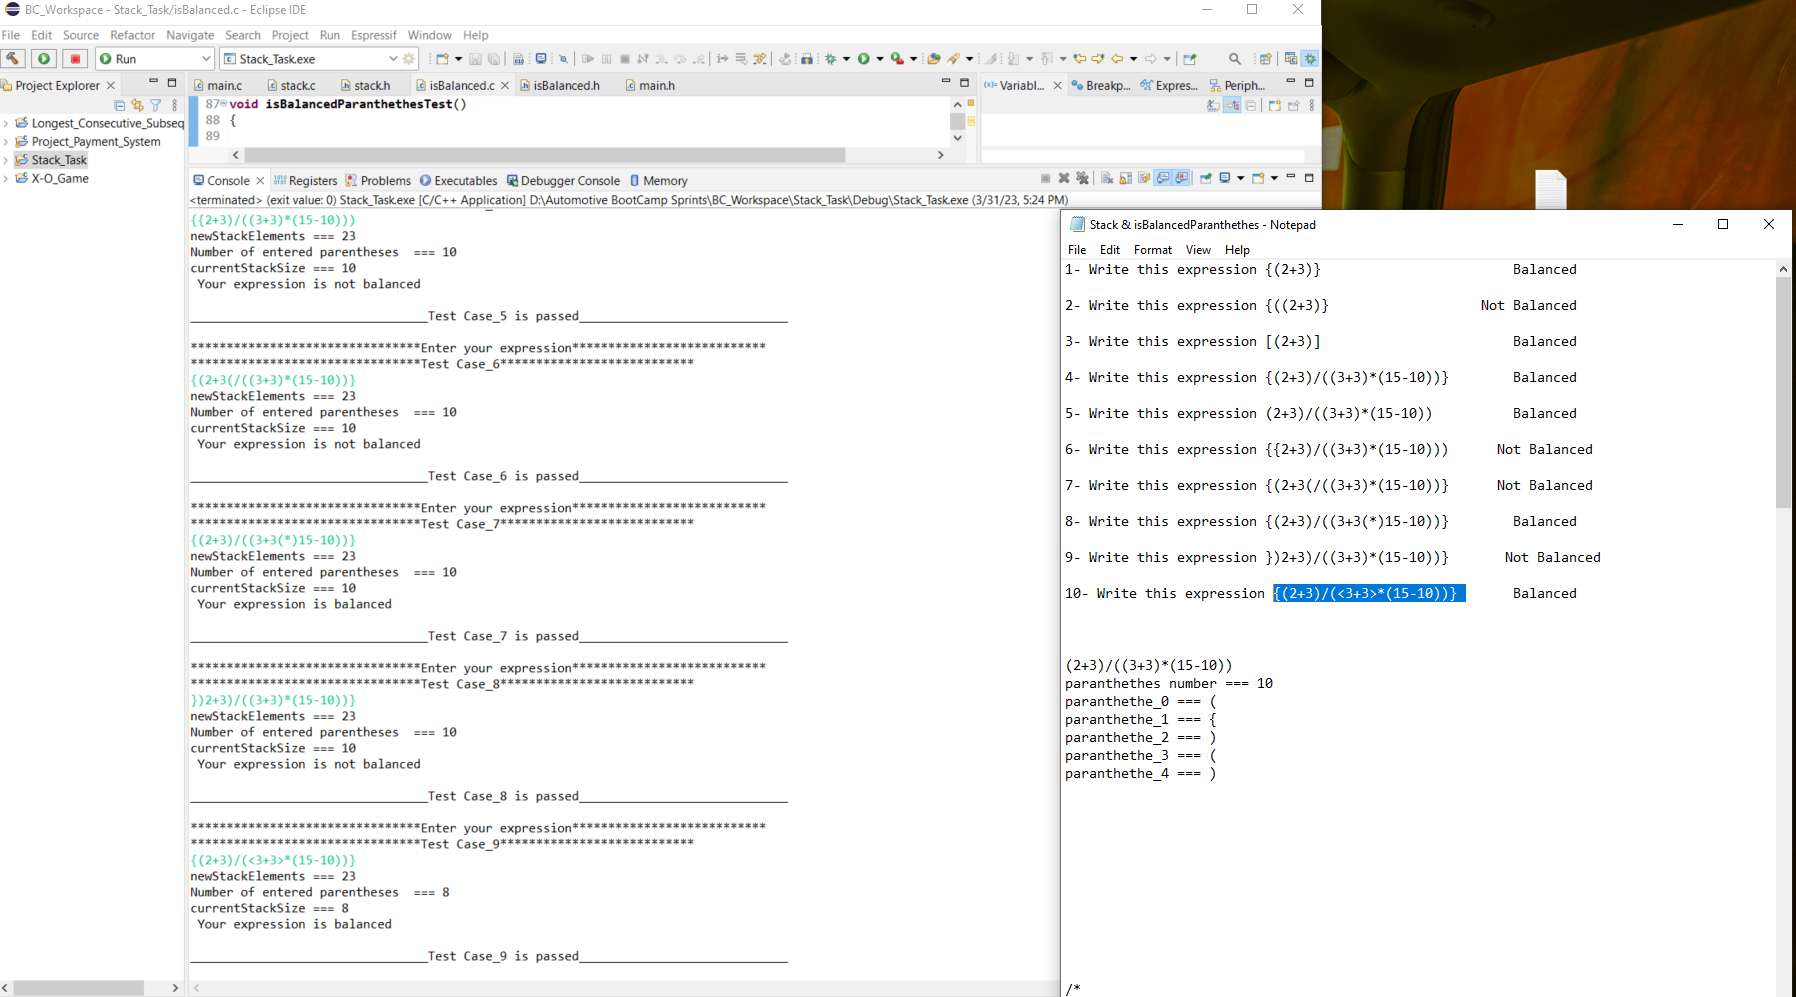 BC_Workspace - Stack_Task/isBalanced.c - Eclipse IDE
File Edit Source Refactor Navigate Search Project Run Espressif Window Help
Run Stack_Task.exe
Project Explorer
Longest_Consecutive_Subseq
Project_Payment_System
Stack_Task
X-O_Game
main.c stack.c stack.h isBalanced.c isBalanced.h main.h
87 void isBalancedParanthethesTest()
88 {
89
(x)= Variabl... Breakp... Expres... Periph...
Console Registers Problems Executables Debugger Console Memory
<terminated> (exit value: 0) Stack_Task.exe [C/C++ Application] D:\Automotive BootCamp Sprints\BC_Workspace\Stack_Task\Debug\Stack_Task.exe (3/31/23, 5:24 PM)
{{2+3)/((3+3)*(15-10)))
newStackElements === 23
Number of entered parentheses  === 10
currentStackSize === 10
 Your expression is not balanced
______________________________Test Case_5 is passed__________________________
*****************************Enter your expression*************************
*****************************Test Case_6*************************
{(2+3(/((3+3)*(15-10))}
newStackElements === 23
Number of entered parentheses  === 10
currentStackSize === 10
 Your expression is not balanced
______________________________Test Case_6 is passed__________________________
*****************************Enter your expression*************************
*****************************Test Case_7*************************
{(2+3)/((3+3(*)15-10))}
newStackElements === 23
Number of entered parentheses  === 10
currentStackSize === 10
 Your expression is balanced
______________________________Test Case_7 is passed__________________________
*****************************Enter your expression*************************
*****************************Test Case_8*************************
})2+3)/((3+3)*(15-10))}
newStackElements === 23
Number of entered parentheses  === 10
currentStackSize === 10
 Your expression is not balanced
______________________________Test Case_8 is passed__________________________
*****************************Enter your expression*************************
*****************************Test Case_9*************************
{(2+3)/(<3+3>*(15-10))}
newStackElements === 23
Number of entered parentheses  === 8
currentStackSize === 8
 Your expression is balanced
______________________________Test Case_9 is passed__________________________
Stack & isBalancedParanthethes - Notepad
File Edit Format View Help
1- Write this expression {(2+3)} Balanced
2- Write this expression {((2+3)} Not Balanced
3- Write this expression [(2+3)] Balanced
4- Write this expression {(2+3)/((3+3)*(15-10))} Balanced
5- Write this expression (2+3)/((3+3)*(15-10)) Balanced
6- Write this expression {{2+3)/((3+3)*(15-10))) Not Balanced
7- Write this expression {(2+3(/((3+3)*(15-10))} Not Balanced
8- Write this expression {(2+3)/((3+3(*)15-10))} Balanced
9- Write this expression })2+3)/((3+3)*(15-10))} Not Balanced
10- Write this expression {(2+3)/(<3+3>*(15-10))} Balanced
(2+3)/((3+3)*(15-10))
paranthethes number === 10
paranthethe_0 === (
paranthethe_1 === {
paranthethe_2 === )
paranthethe_3 === (
paranthethe_4 === )
/*